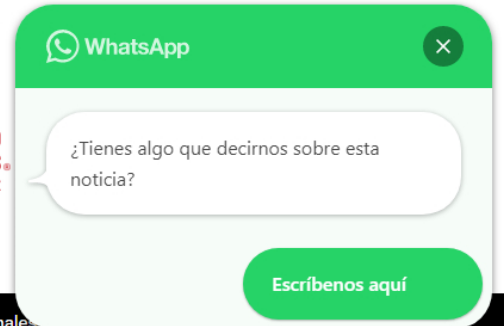 WhatsApp
¿Tienes algo que decirnos sobre esta
noticia?
Escríbenos aquí